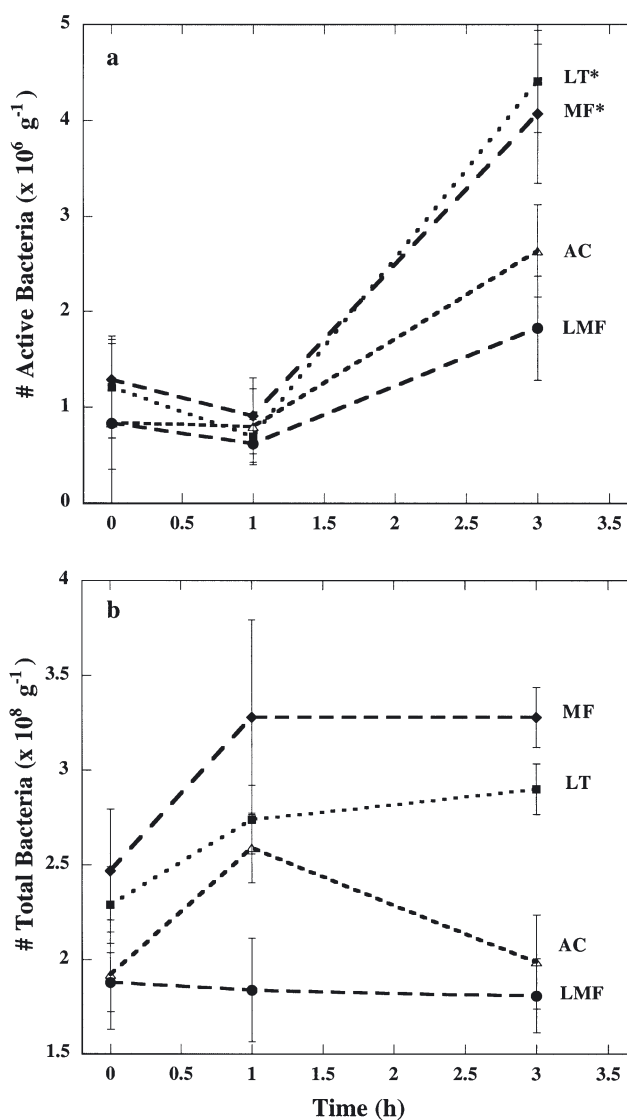 5
a
LT*
4
MF*
3
AC
2
LMF
1
0
# Active Bacteria (x 10⁶ g⁻¹)
0 0.5 1 1.5 2 2.5 3 3.5
4
b
3.5
MF
3
LT
2.5
AC
2
LMF
1.5
# Total Bacteria (x 10⁸ g⁻¹)
0 0.5 1 1.5 2 2.5 3 3.5
Time (h)